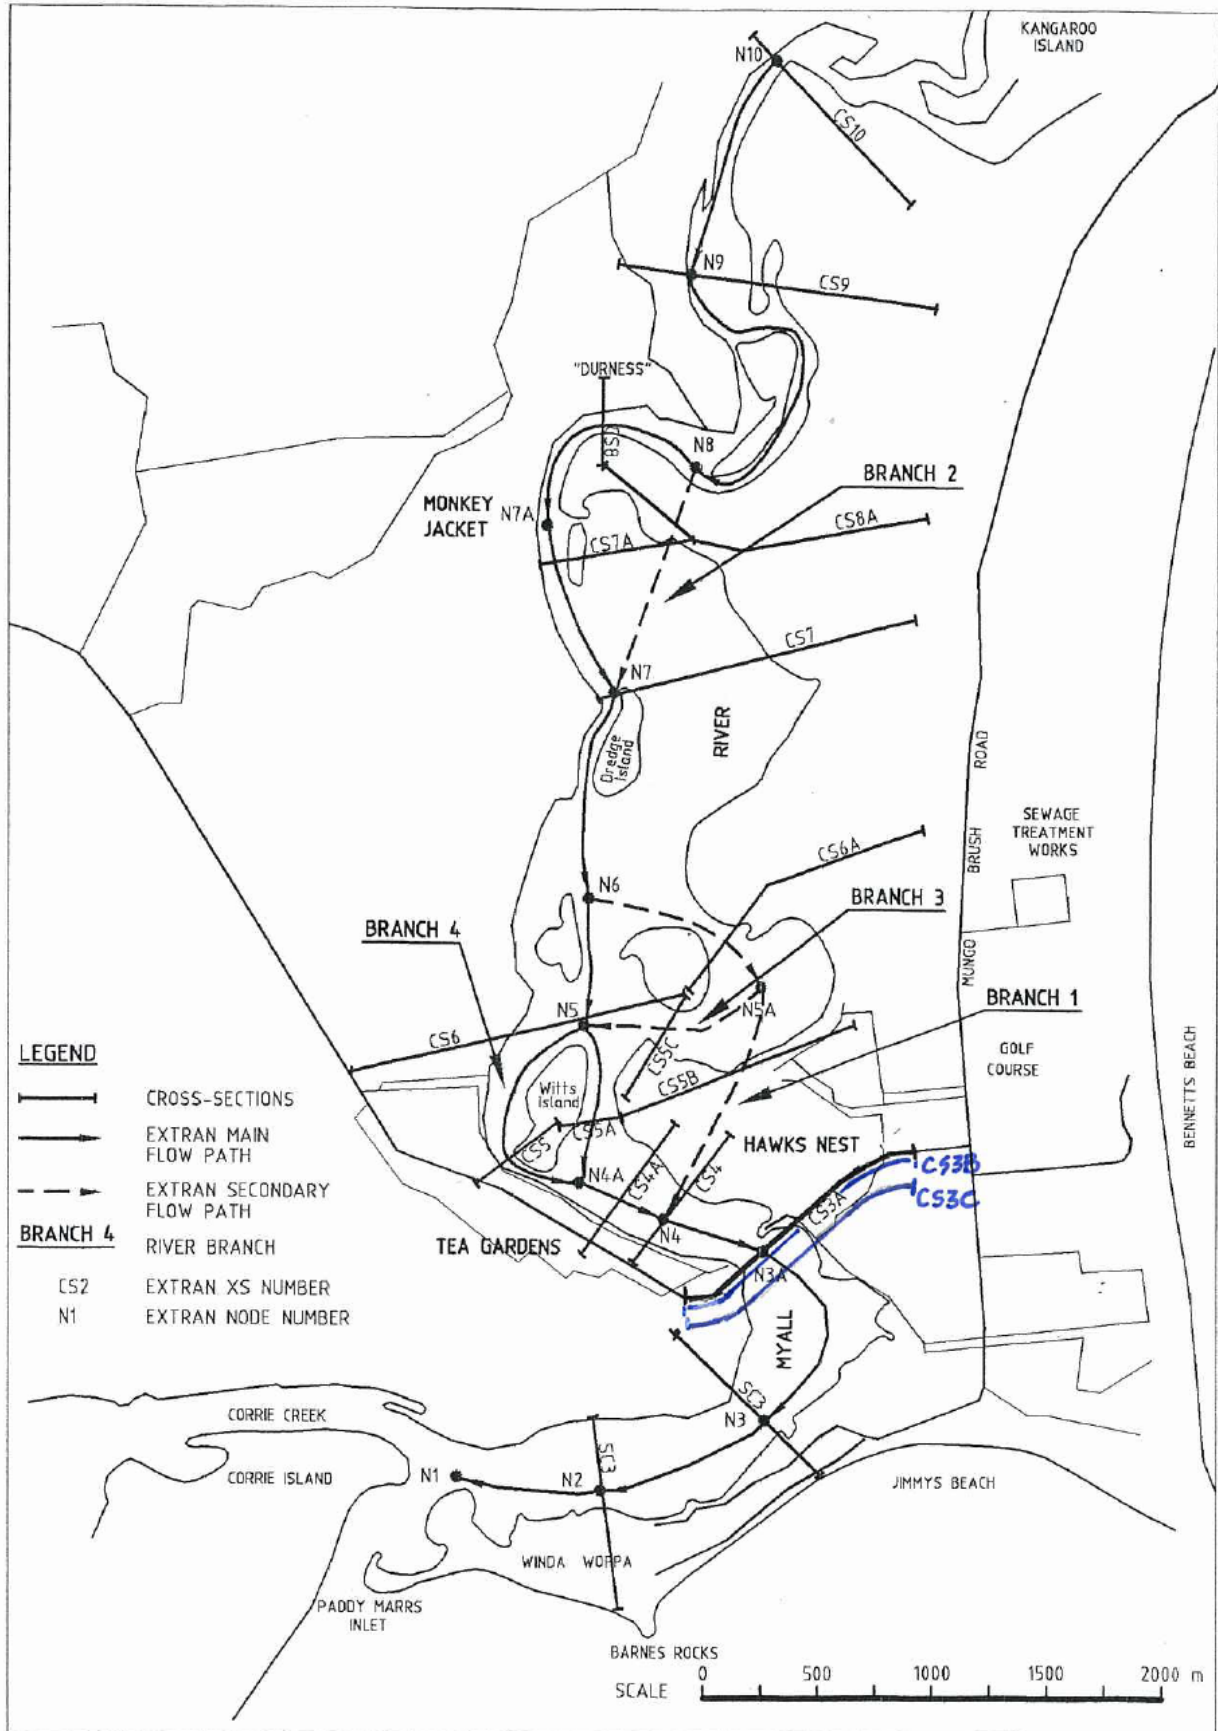 KANGAROO
ISLAND
N10
CS10
N9
CS9
"DURNESS"
CS8
N8
BRANCH 2
MONKEY
JACKET
N7A
CS8A
CS7A
CS7
N7
RIVER
Dredge
Island
ROAD
SEWAGE
TREATMENT
WORKS
CS6A
BRUSH
N6
BRANCH 3
BRANCH 4
MUNGO
N5
N5A
BRANCH 1
CS6
CS5C
LEGEND
GOLF
COURSE
BENNETTS BEACH
CS5B
Witts
Island
CROSS-SECTIONS
CS5A
CS5
EXTRAN MAIN
FLOW PATH
HAWKS NEST
CS4A
CS4
CS3B
N4A
CS3A
CS3C
EXTRAN SECONDARY
FLOW PATH
BRANCH 4
RIVER BRANCH
N4
TEA GARDENS
N3A
CS2
EXTRAN XS NUMBER
N1
EXTRAN NODE NUMBER
MYALL
SC3
CORRIE CREEK
N3
SC3
CORRIE ISLAND
N1
N2
JIMMYS BEACH
WINDA WOPPA
PADDY MARRS
INLET
BARNES ROCKS
SCALE
0 500 1000 1500 2000 m